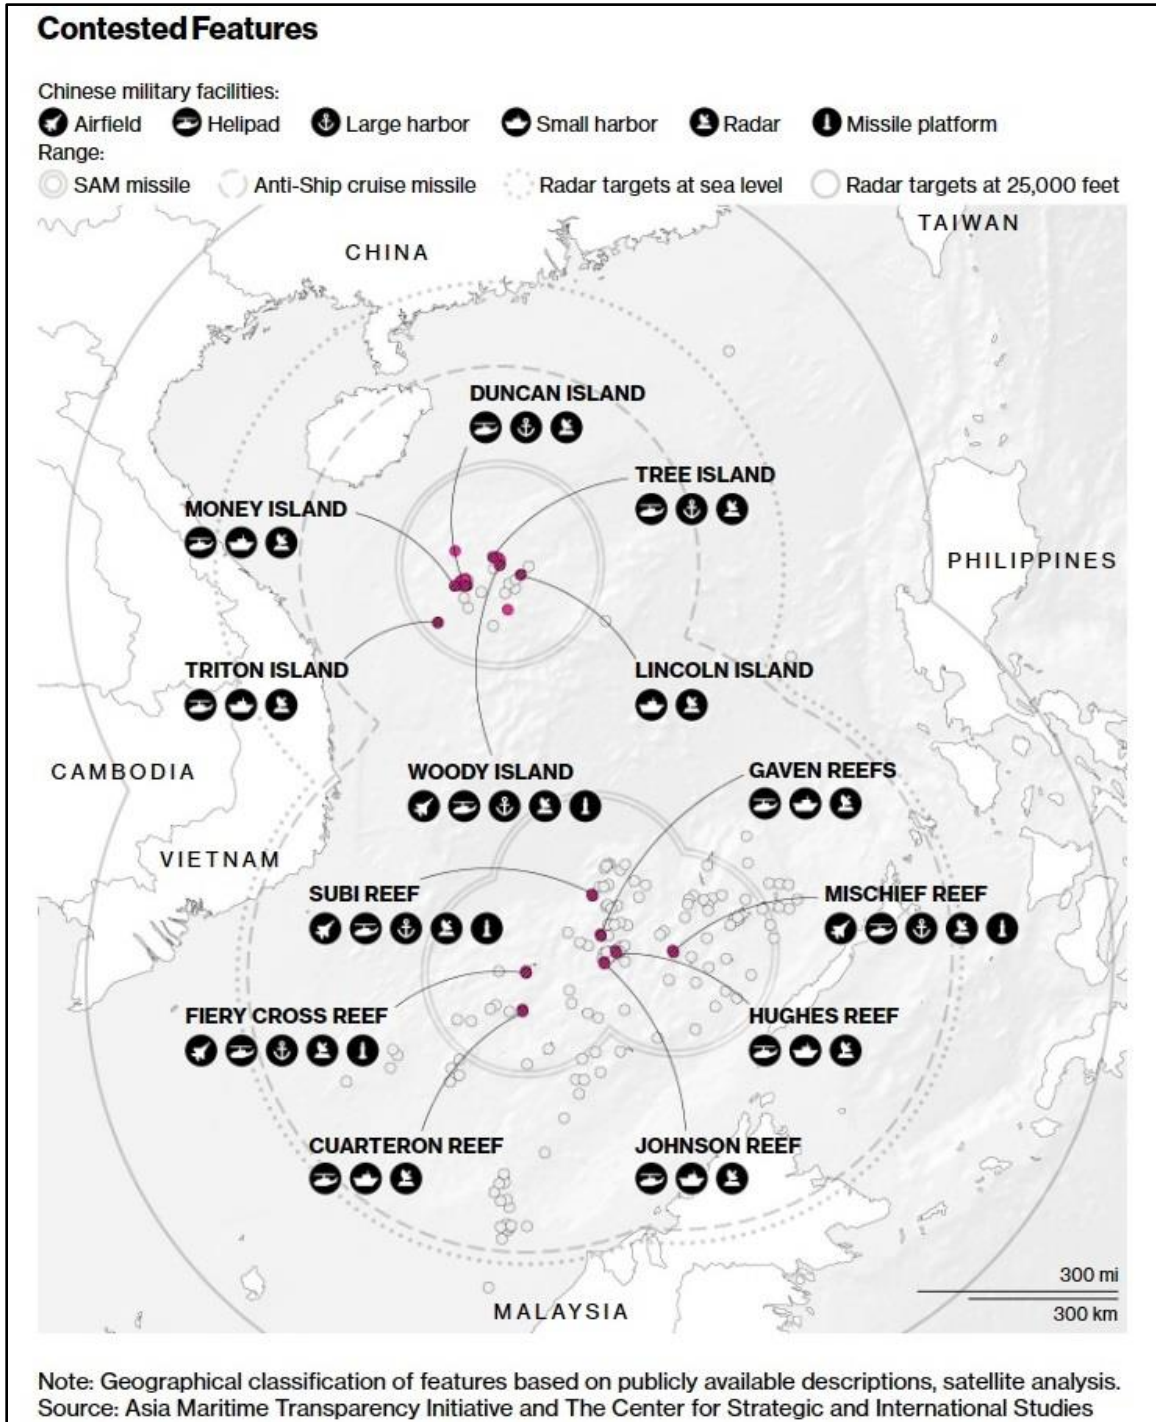 Contested Features
Chinese military facilities:
Airfield Helipad Large harbor Small harbor Radar Missile platform
Range:
SAM missile Anti-Ship cruise missile Radar targets at sea level Radar targets at 25,000 feet
TAIWAN
CHINA
DUNCAN ISLAND
TREE ISLAND
MONEY ISLAND
PHILIPPINES
TRITON ISLAND
LINCOLN ISLAND
CAMBODIA
WOODY ISLAND
GAVEN REEFS
VIETNAM
SUBI REEF
MISCHIEF REEF
FIERY CROSS REEF
HUGHES REEF
CUARTERON REEF
JOHNSON REEF
300 mi
300 km
MALAYSIA
Note: Geographical classification of features based on publicly available descriptions, satellite analysis.
Source: Asia Maritime Transparency Initiative and The Center for Strategic and International Studies